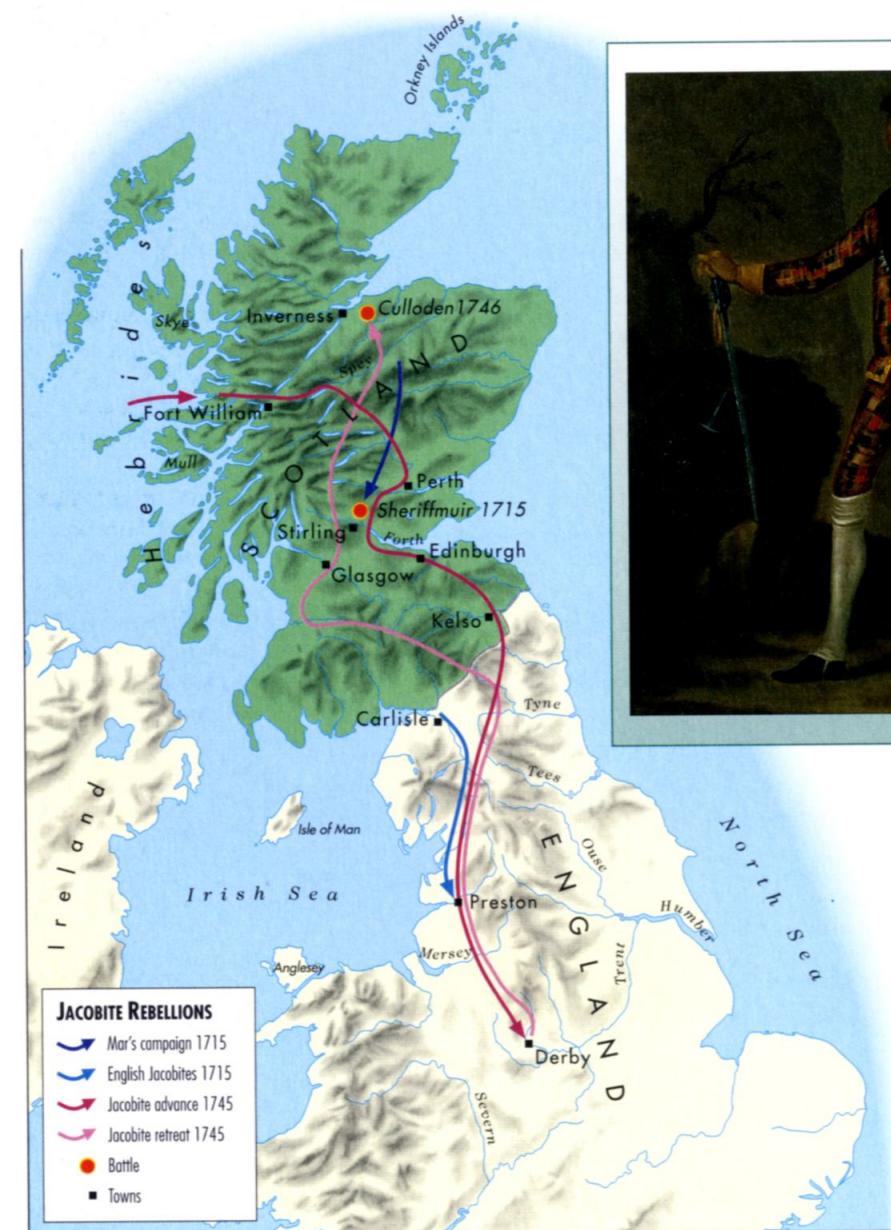 Orkney Islands
Hebrides
Skye
Inverness
Culloden 1746
Spey
SCOTLAND
Fort William
Mull
Perth
Sheriffmuir 1715
Stirling
Forth
Edinburgh
Glasgow
Kelso
Tyne
Carlisle
Tees
Ireland
Isle of Man
Ouse
ENGLAND
North Sea
Irish Sea
Preston
Humber
Mersey
Trent
Anglesey
Derby
Severn
JACOBITE REBELLIONS
Mar's campaign 1715
English Jacobites 1715
Jacobite advance 1745
Jacobite retreat 1745
Battle
Towns